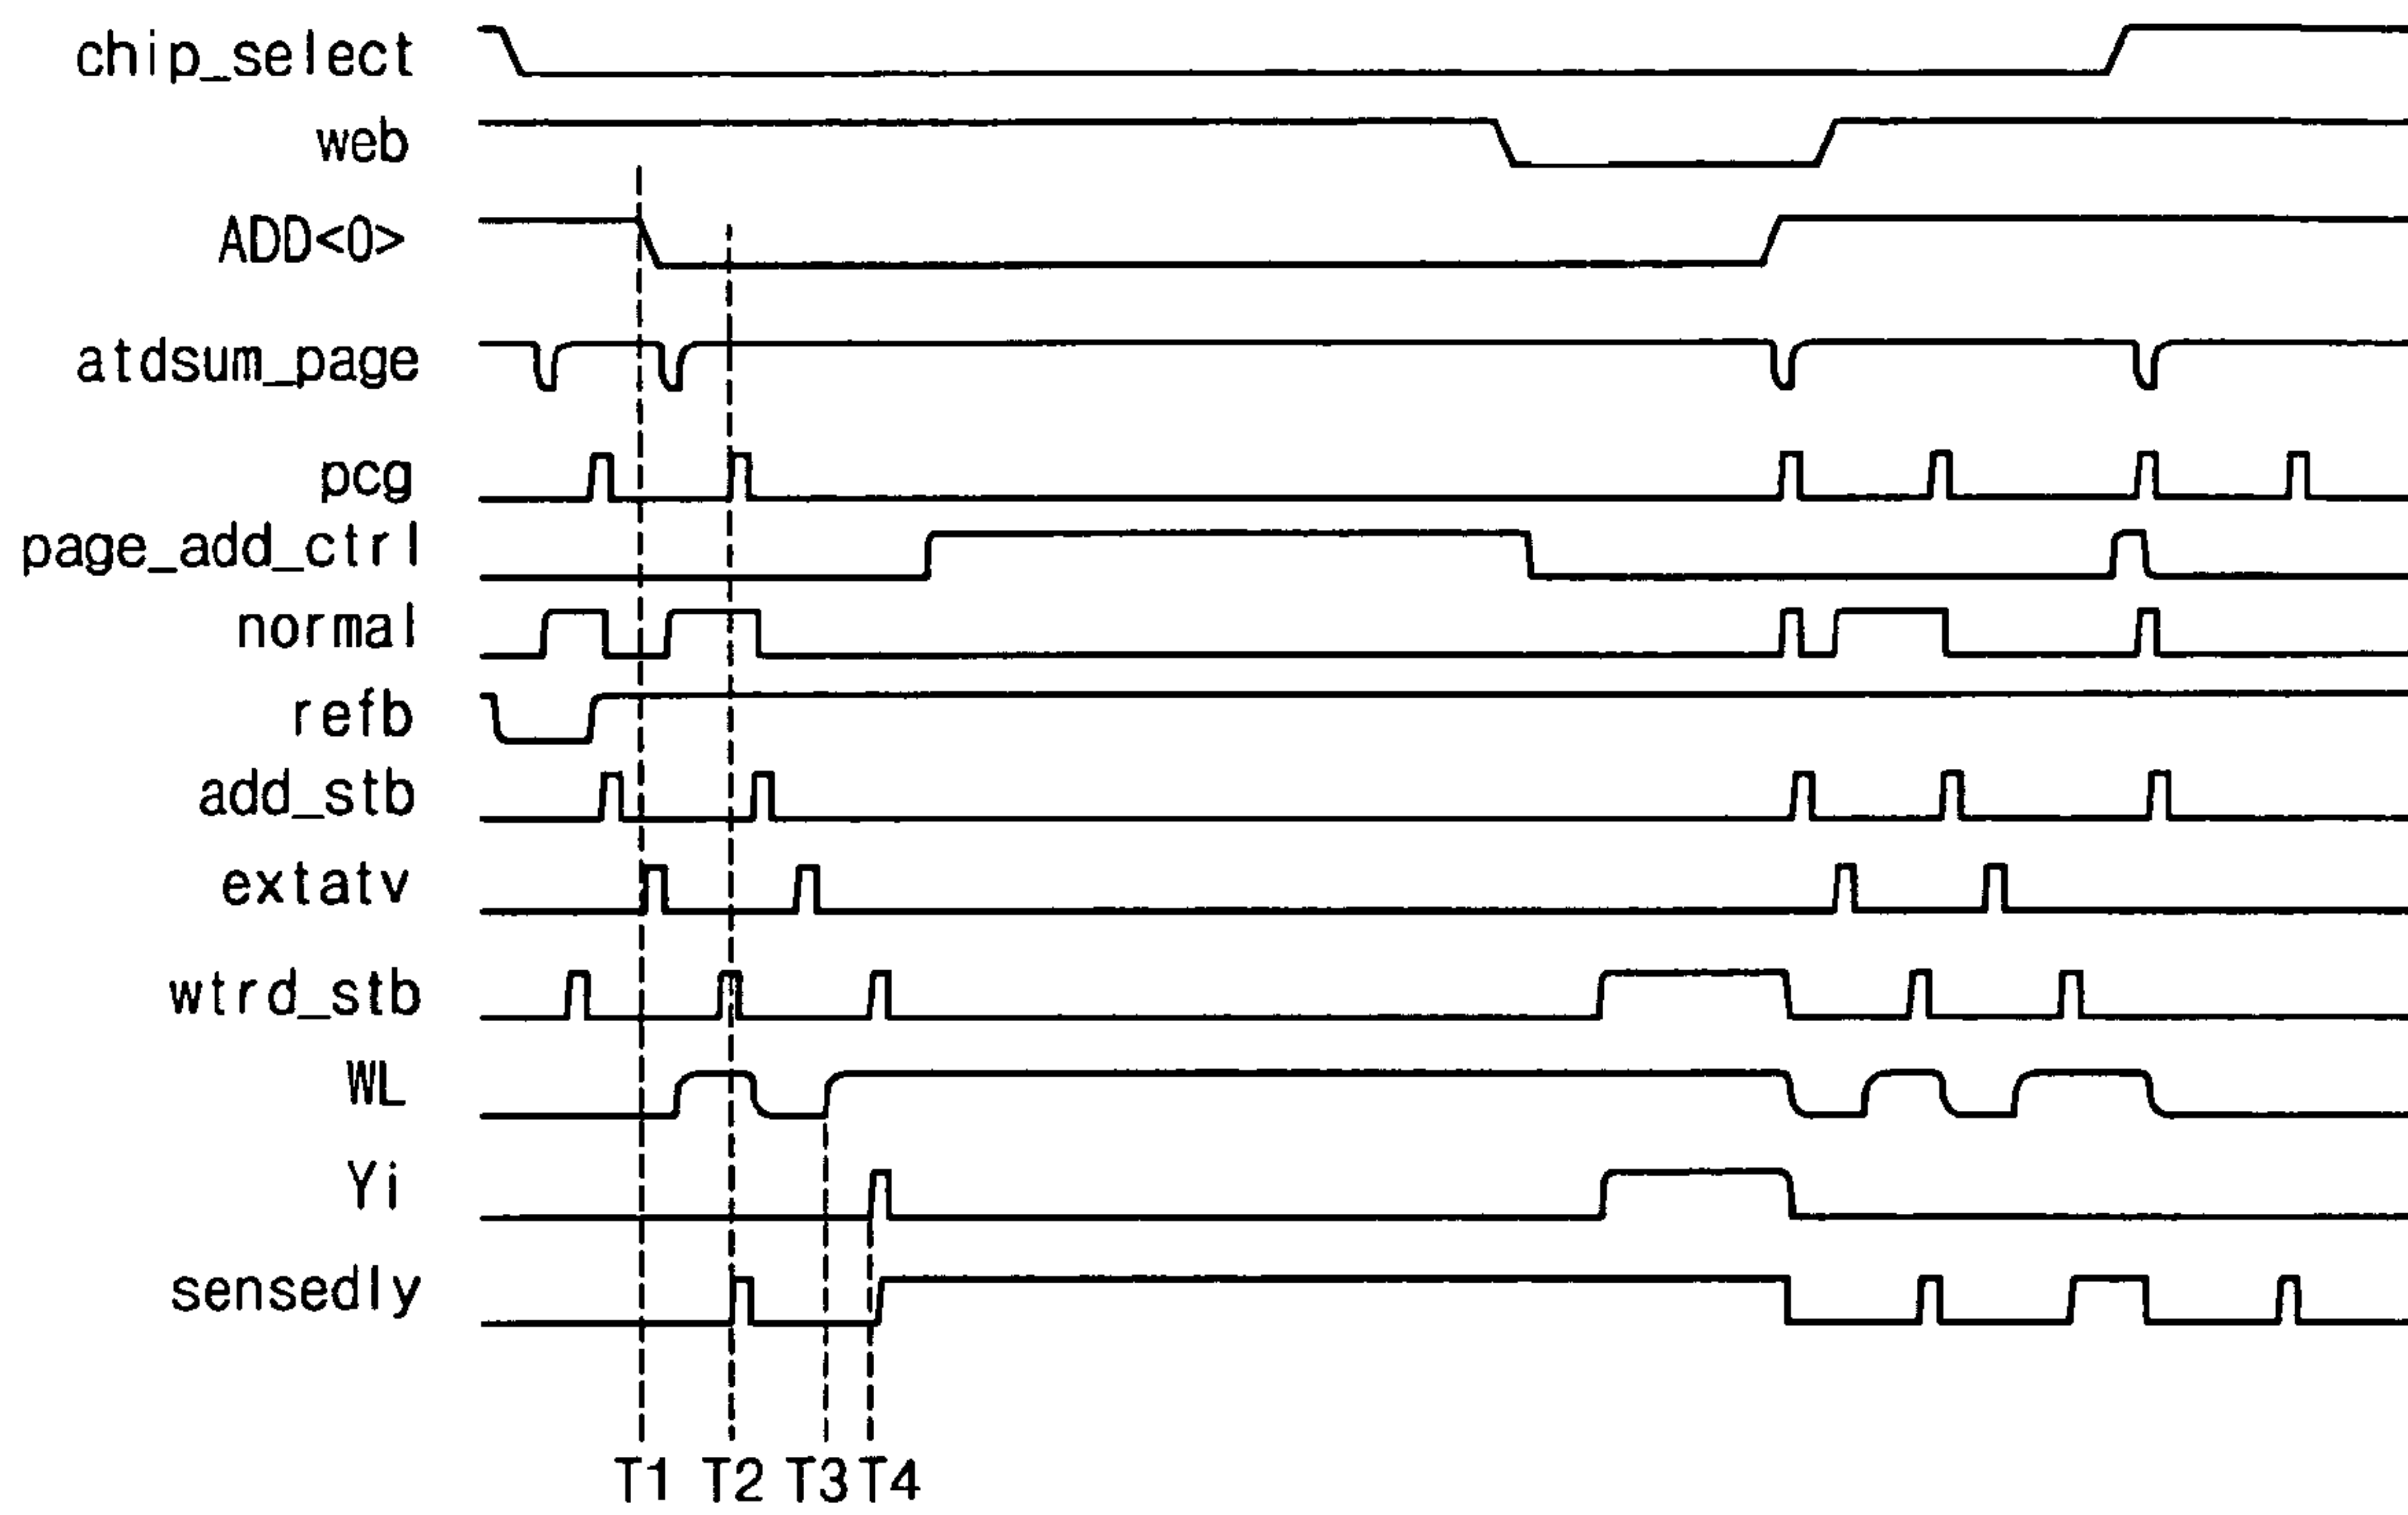 chip_select
web
ADD<0>
atdsum_page
pcg
page_add_ctrl
normal
refb
add_stb
extatv
wtrd_stb
WL
Yi
sensedly
T1 T2 T3 T4